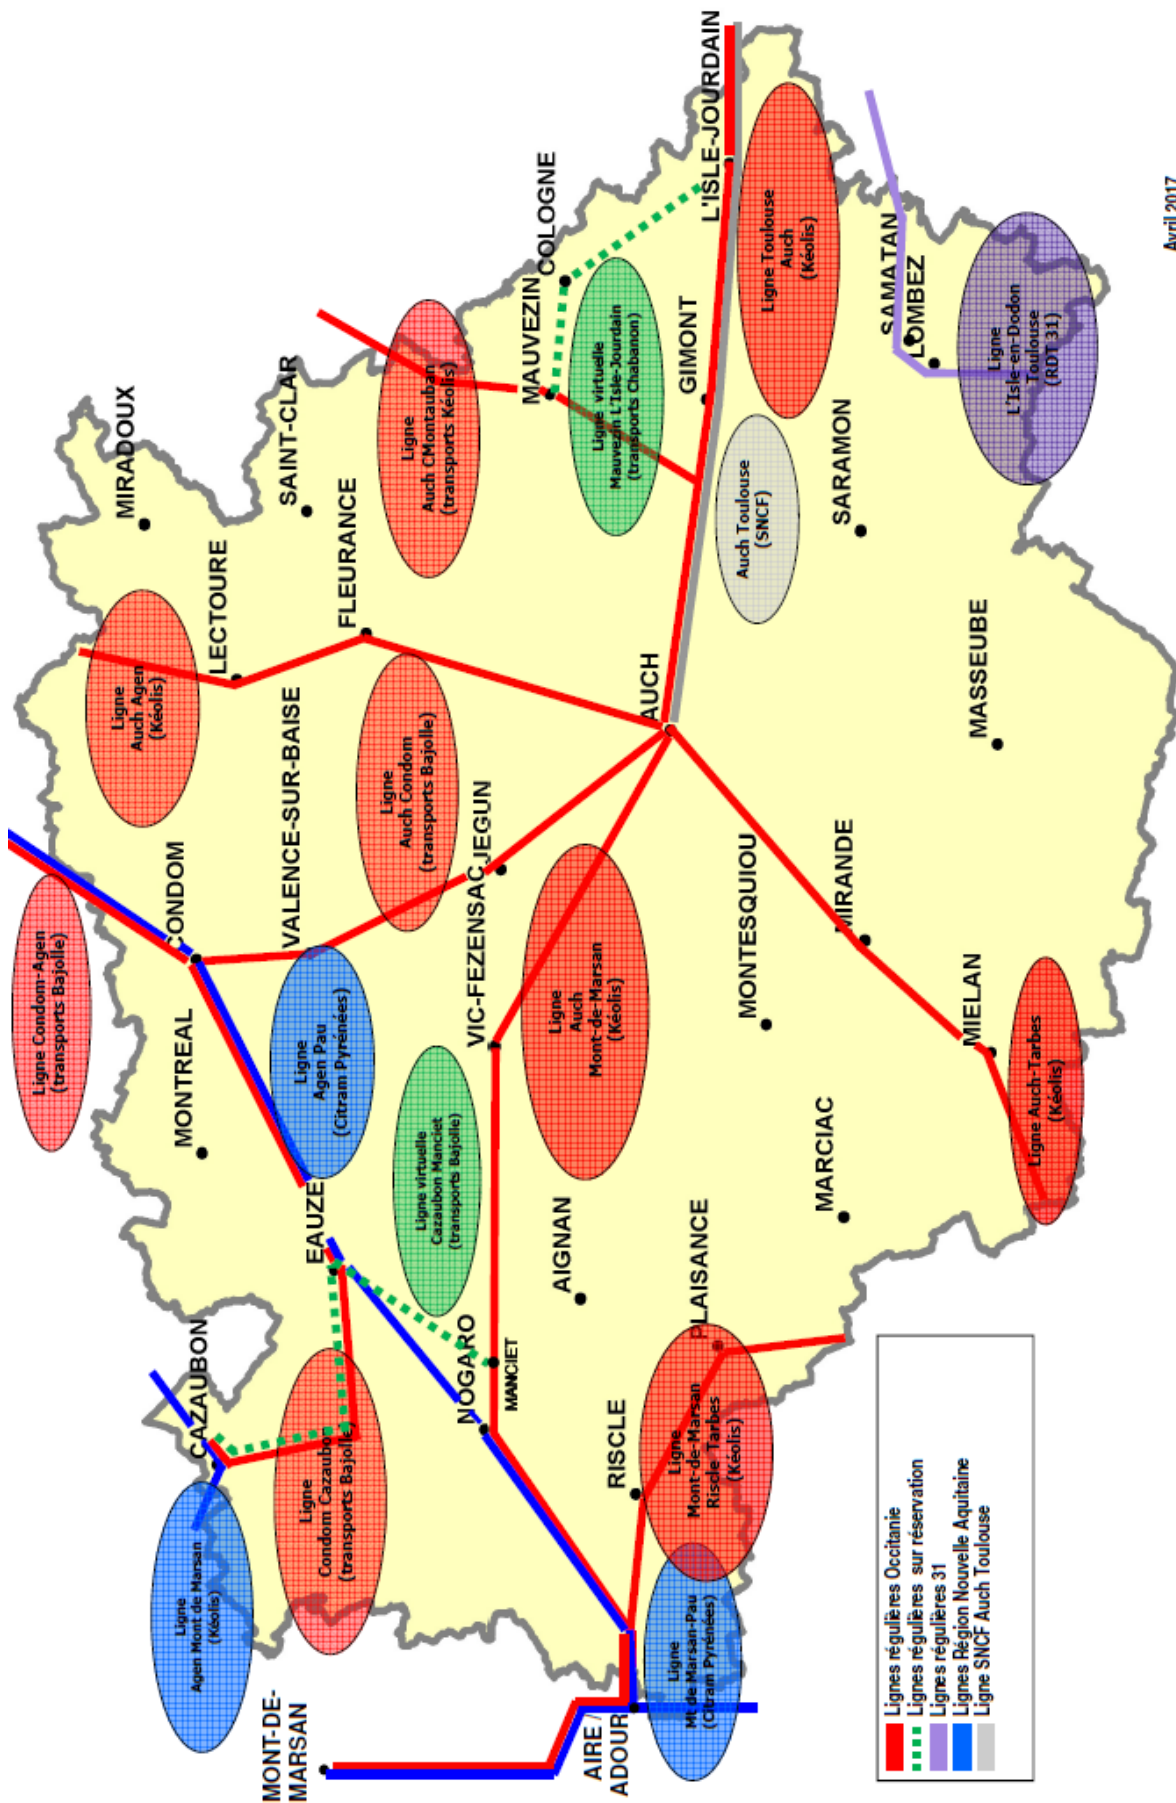 MONT-DE-
MARSAN
AIRE /
ADOUR
Ligne
Agen Mont de Marsan
(Kéolis)
CAZAUBON
Ligne
Condom Cazaubon
(transports Bajolle)
EAUZE
MONTREAL
Ligne Condom-Agen
(transports Bajolle)
CONDOM
Ligne
Agen Pau
(Citram Pyrénées)
VALENCE-SUR-BAISE
Ligne
Auch Agen
(Kéolis)
LECTOURE
MIRADOUX
SAINT-CLAR
FLEURANCE
Ligne
Auch Condom
(transports Bajolle)
Ligne
Auch CMontauban
(transports Kéolis)
Ligne virtuelle
Cazaubon Manciet
(transports Bajolle)
NOGARO
MANCIET
VIC-FEZENSAC
JEGUN
MAUVEZIN
COLOGNE
Ligne virtuelle
Mauvezin L'Isle-Jourdain
(transports Chabanon)
Ligne
Auch
Mont-de-Marsan
(Kéolis)
AIGNAN
RISCLE
AUCH
GIMONT
L'ISLE-JOURDAIN
Ligne
Mt de Marsan-Pau
(Citram Pyrénées)
Ligne
Mont-de-Marsan
Riscle-Tarbes
(Kéolis)
PLAISANCE
MONTESQUIOU
Auch Toulouse
(SNCF)
Ligne Toulouse
Auch
(Kéolis)
MARCIAC
MIRANDE
SARAMON
SAMATAN
LOMBEZ
MIELAN
MASSEUBE
Ligne
L'Isle-en-Dodon
Toulouse
(RDT 31)
Ligne Auch-Tarbes
(Kéolis)
Lignes régulières Occitanie
Lignes régulières sur réservation
Lignes régulières 31
Lignes Région Nouvelle Aquitaine
Ligne SNCF Auch Toulouse
Avril 2017